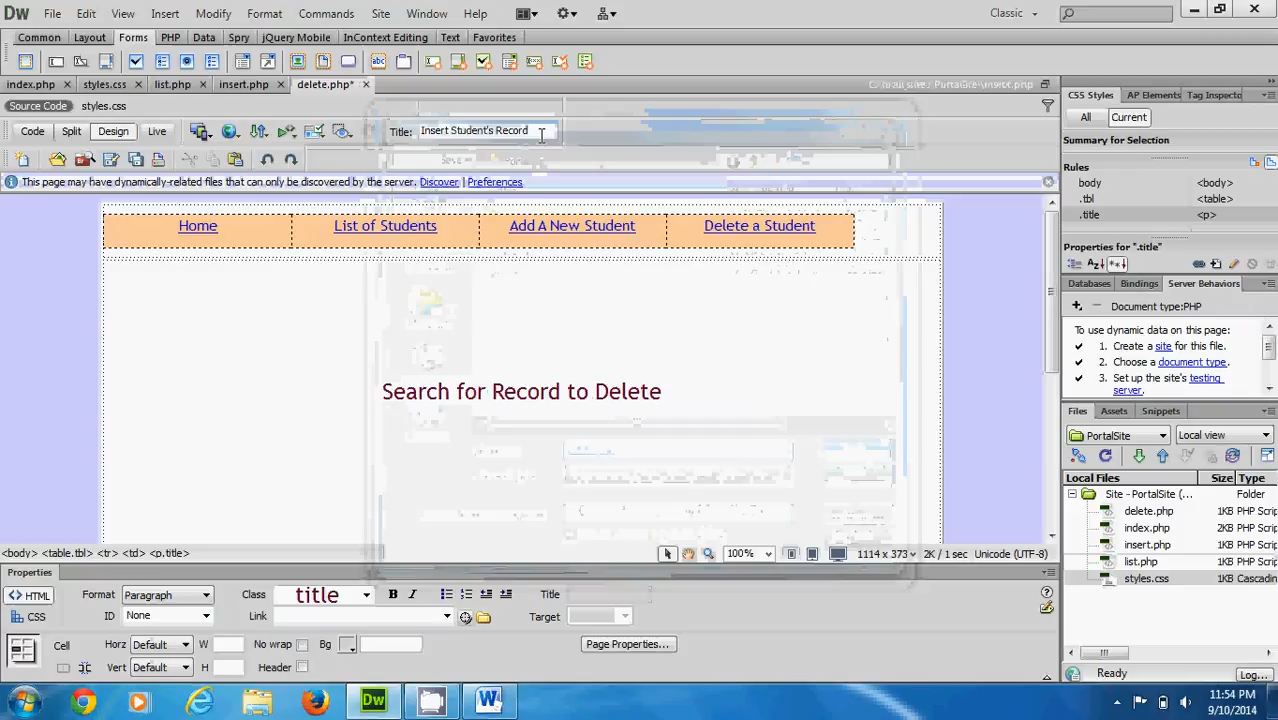 Dw File Edit View Insert Modify Format Commands Site Window Help Classic
Common Layout Forms PHP Data Spry jQuery Mobile InContext Editing Text Favorites
index.php styles.css list.php insert.php delete.php*
Source Code styles.css
Code Split Design Live Title: Insert Student's Record
This page may have dynamically-related files that can only be discovered by the server. Discover | Preferences
Home List of Students Add A New Student Delete a Student
Search for Record to Delete
<body> <table.tbl> <tr> <td> <p.title> 100% 1114 x 373 2K / 1 sec Unicode (UTF-8)
Properties
HTML Format Paragraph Class title B I Title
CSS ID None Link Target
Cell Horz Default W No wrap Bg Page Properties...
Vert Default H Header
CSS Styles AP Elements Tag Inspecto
All Current
Summary for Selection
Rules
body <body>
.tbl <table>
.title <p>
Properties for ".title"
Databases Bindings Server Behaviors
Document type:PHP
To use dynamic data on this page:
1. Create a site for this file.
2. Choose a document type.
3. Set up the site's testing
server.
Files Assets Snippets
PortalSite Local view
Local Files Size Type
Site - PortalSite (... Folder
delete.php 1KB PHP Scrip
index.php 2KB PHP Scrip
insert.php 1KB PHP Scrip
list.php 1KB PHP Scrip
styles.css 1KB Cascading
Ready Log...
11:54 PM
9/10/2014